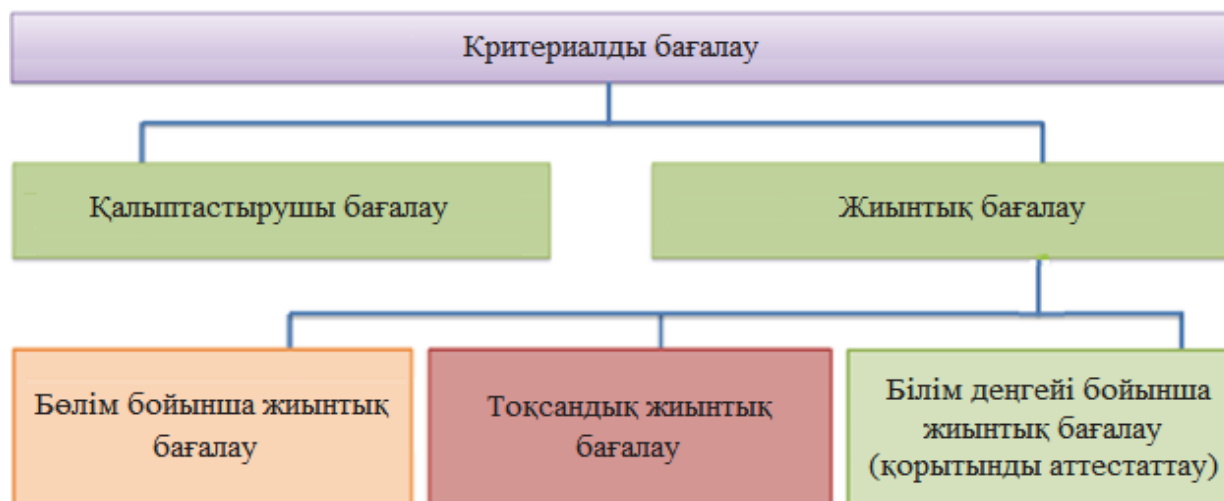 Критериалды бағалау
Қалыптастырушы бағалау
Жиынтық бағалау
Бөлім бойынша жиынтық
бағалау
Тоқсандық жиынтық
бағалау
Білім деңгейі бойынша
жиынтық бағалау
(қорытынды аттестаттау)